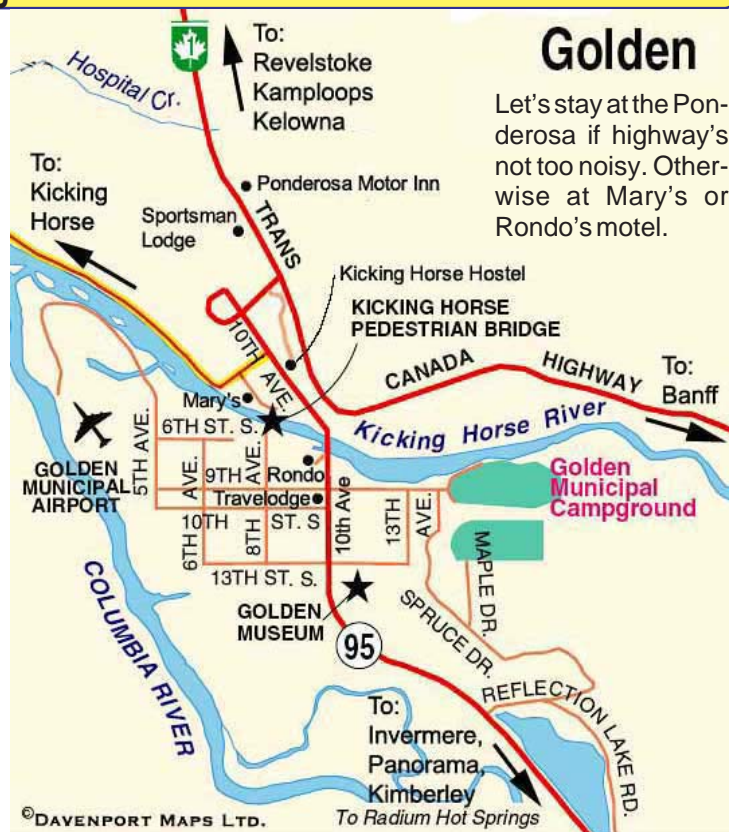 Golden
Let's stay at the Pon-
derosa if highway's
not too noisy. Other-
wise at Mary's or
Rondo's motel.
1
To:
Revelstoke
Kamploops
Kelowna
Hospital Cr.
To:
Kicking
Horse
Ponderosa Motor Inn
Sportsman
Lodge
TRANS
Kicking Horse Hostel
KICKING HORSE
PEDESTRIAN BRIDGE
10TH AVE.
CANADA
HIGHWAY
To:
Banff
Mary's
6TH ST. S.
Kicking Horse River
5TH AVE.
GOLDEN
MUNICIPAL
AIRPORT
6TH AVE.
9TH
8TH AVE.
Rondo
Travelodge
10TH ST. S
10th Ave
13TH AVE.
Golden
Municipal
Campground
13TH ST. S.
MAPLE DR.
GOLDEN
MUSEUM
SPRUCE DR.
95
COLUMBIA RIVER
REFLECTION LAKE RD.
To:
Invermere,
Panorama,
Kimberley
To Radium Hot Springs
©DAVENPORT MAPS LTD.